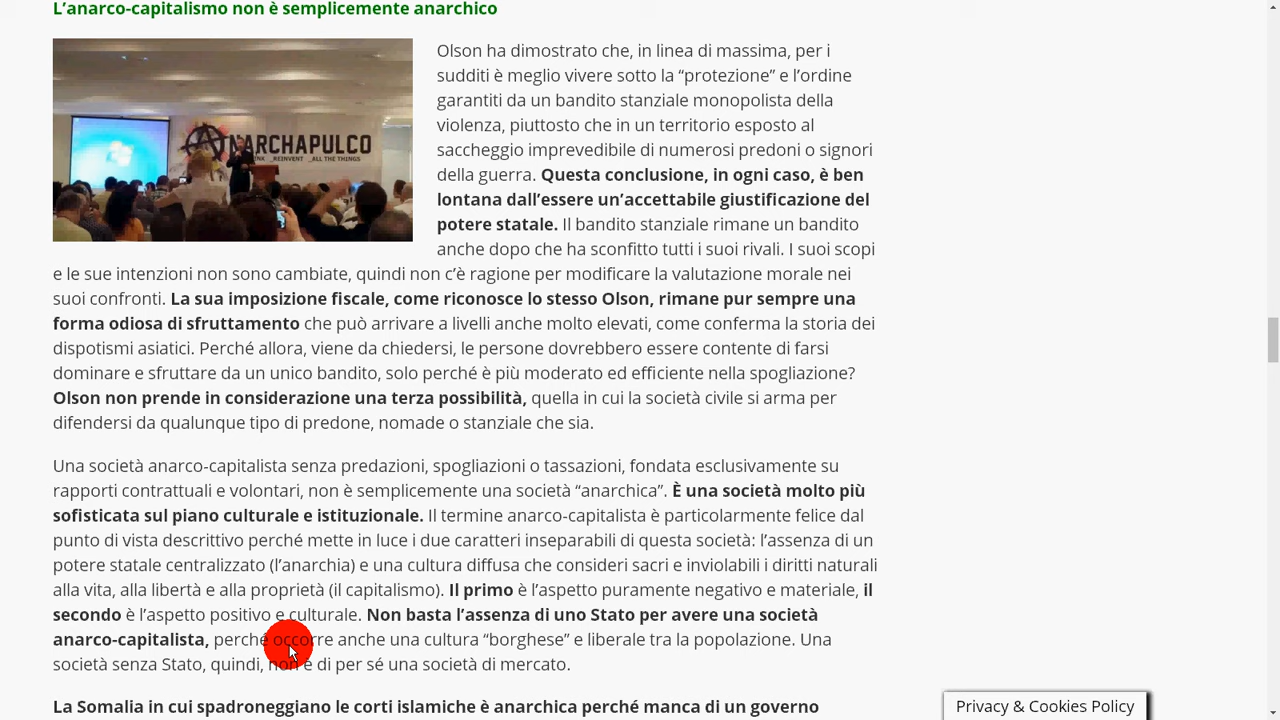 L’anarco-capitalismo non è semplicemente anarchico
NARCHAPULCO
REINVENT _ALL THE THINGS
Olson ha dimostrato che, in linea di massima, per i
sudditi è meglio vivere sotto la “protezione” e l’ordine
garantiti da un bandito stanziale monopolista della
violenza, piuttosto che in un territorio esposto al
saccheggio imprevedibile di numerosi predoni o signori
della guerra. Questa conclusione, in ogni caso, è ben
lontana dall’essere un’accettabile giustificazione del
potere statale. Il bandito stanziale rimane un bandito
anche dopo che ha sconfitto tutti i suoi rivali. I suoi scopi
e le sue intenzioni non sono cambiate, quindi non c’è ragione per modificare la valutazione morale nei
suoi confronti. La sua imposizione fiscale, come riconosce lo stesso Olson, rimane pur sempre una
forma odiosa di sfruttamento che può arrivare a livelli anche molto elevati, come conferma la storia dei
dispotismi asiatici. Perché allora, viene da chiedersi, le persone dovrebbero essere contente di farsi
dominare e sfruttare da un unico bandito, solo perché è più moderato ed efficiente nella spogliazione?
Olson non prende in considerazione una terza possibilità, quella in cui la società civile si arma per
difendersi da qualunque tipo di predone, nomade o stanziale che sia.
Una società anarco-capitalista senza predazioni, spogliazioni o tassazioni, fondata esclusivamente su
rapporti contrattuali e volontari, non è semplicemente una società “anarchica”. È una società molto più
sofisticata sul piano culturale e istituzionale. Il termine anarco-capitalista è particolarmente felice dal
punto di vista descrittivo perché mette in luce i due caratteri inseparabili di questa società: l’assenza di un
potere statale centralizzato (l’anarchia) e una cultura diffusa che consideri sacri e inviolabili i diritti naturali
alla vita, alla libertà e alla proprietà (il capitalismo). Il primo è l’aspetto puramente negativo e materiale, il
secondo è l’aspetto positivo e culturale. Non basta l’assenza di uno Stato per avere una società
anarco-capitalista, perché occorre anche una cultura “borghese” e liberale tra la popolazione. Una
società senza Stato, quindi, non è di per sé una società di mercato.
La Somalia in cui spadroneggiano le corti islamiche è anarchica perché manca di un governo
Privacy & Cookies Policy